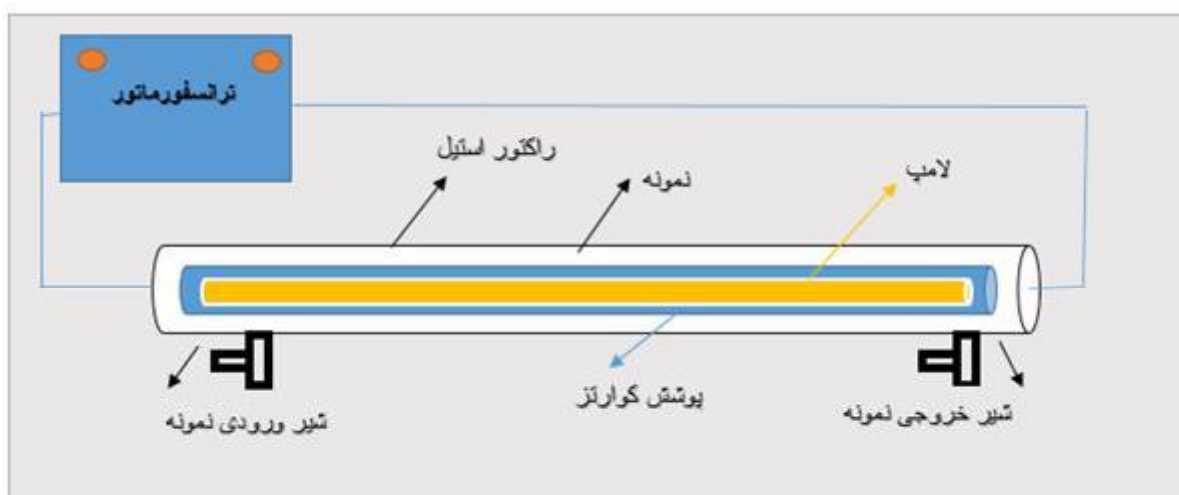 ترانسفورماتور
راکتور استیل
نمونه
لامپ
پوشش کوارتز
شیر ورودی نمونه
شیر خروجی نمونه